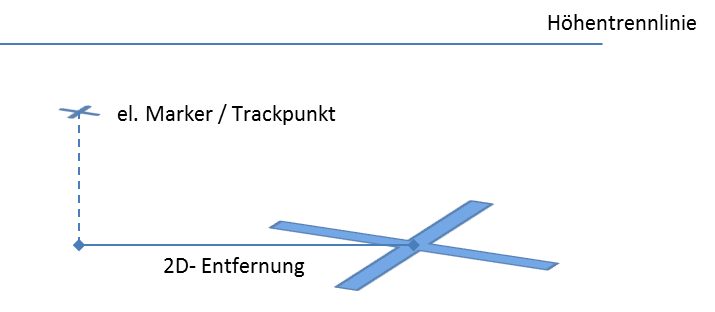 Höhentrennlinie
el. Marker / Trackpunkt
2D- Entfernung